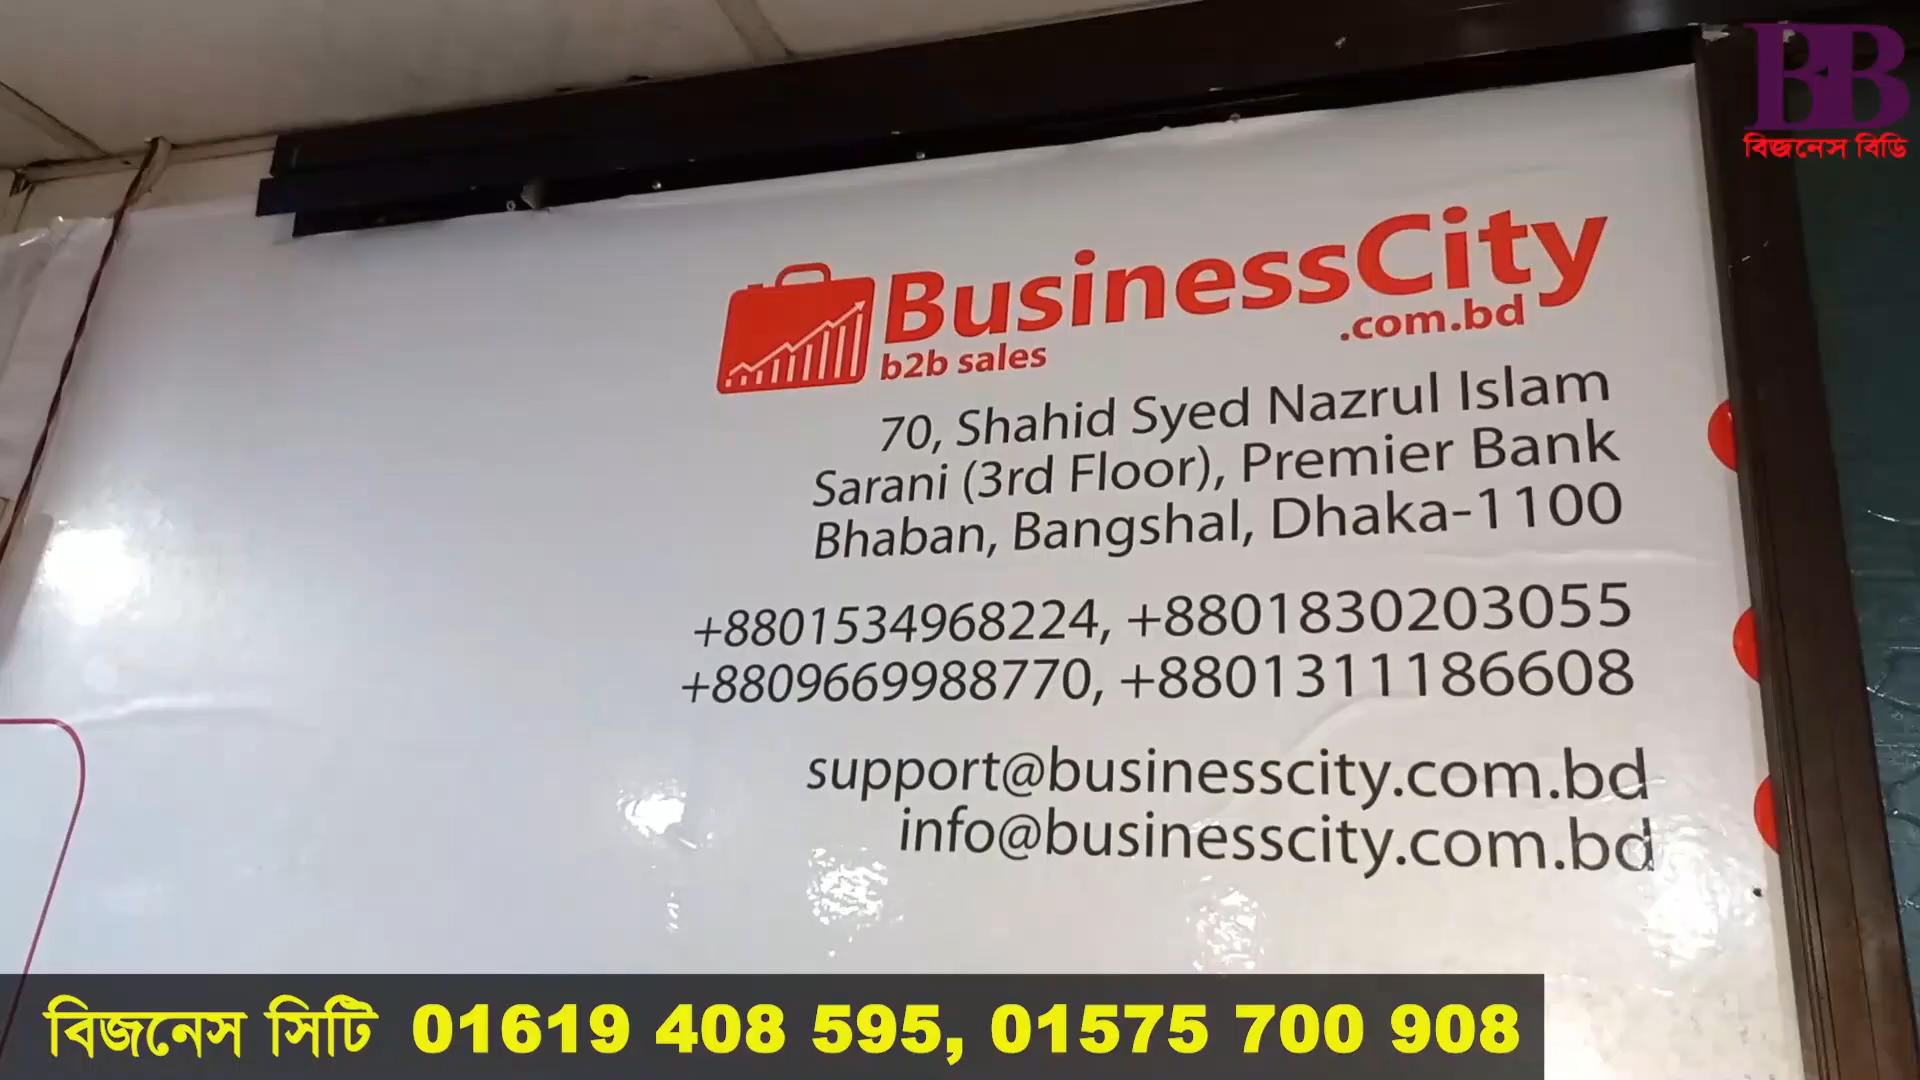 BB
বিজনেস বিডি
BusinessCity
.com.bd
b2b sales
70, Shahid Syed Nazrul Islam
Sarani (3rd Floor), Premier Bank
Bhaban, Bangshal, Dhaka-1100
+8801534968224, +8801830203055
+8809669988770, +8801311186608
support@businesscity.com.bd
info@businesscity.com.bd
বিজনেস সিটি 01619 408 595, 01575 700 908